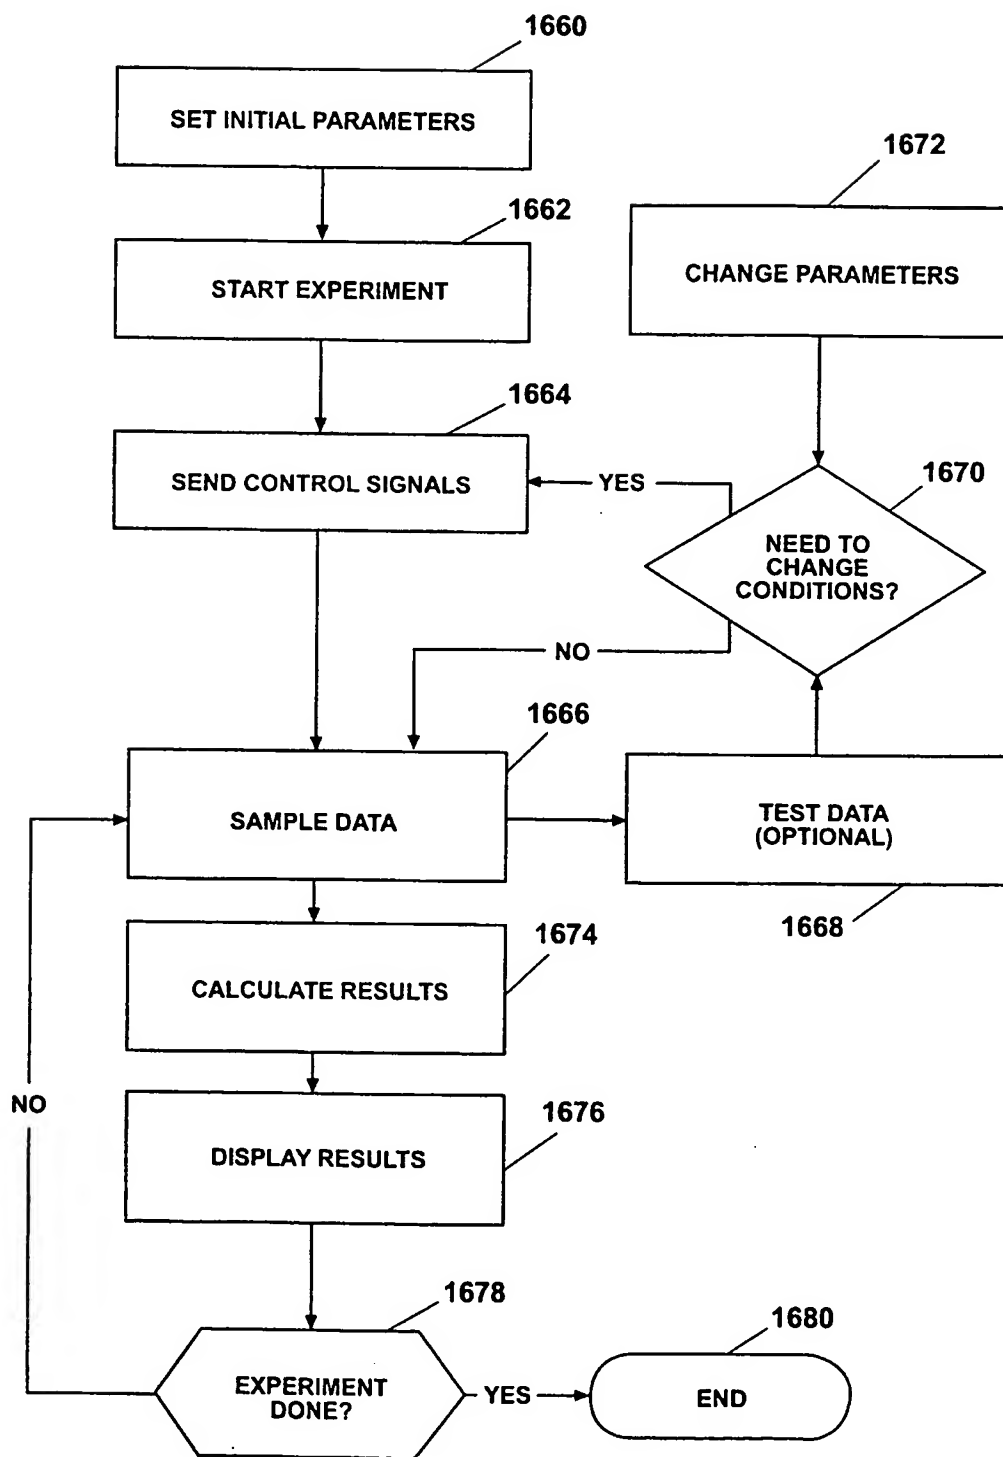 1660
SET INITIAL PARAMETERS
1672
1662
CHANGE PARAMETERS
START EXPERIMENT
1664
SEND CONTROL SIGNALS
YES
1670
NEED TO
CHANGE
CONDITIONS?
NO
1666
SAMPLE DATA
TEST DATA
(OPTIONAL)
1668
1674
CALCULATE RESULTS
NO
1676
DISPLAY RESULTS
1678
EXPERIMENT
DONE?
YES
1680
END